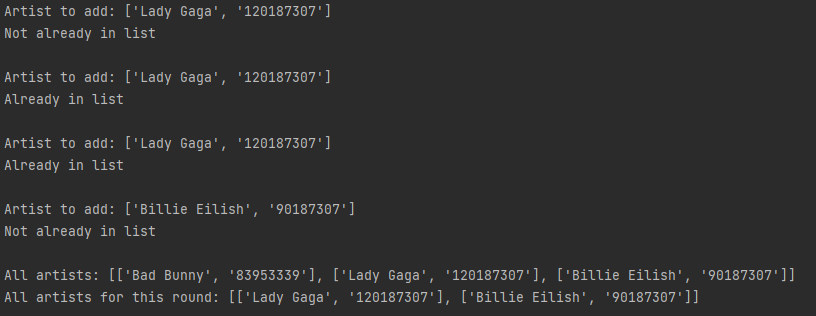 Artist to add: ['Lady Gaga', '120187307']
Not already in list
Artist to add: ['Lady Gaga', '120187307']
Already in list
Artist to add: ['Lady Gaga', '120187307']
Already in list
Artist to add: ['Billie Eilish', '90187307']
Not already in list
All artists: [['Bad Bunny', '83953339'], ['Lady Gaga', '120187307'], ['Billie Eilish', '90187307']]
All artists for this round: [['Lady Gaga', '120187307'], ['Billie Eilish', '90187307']]